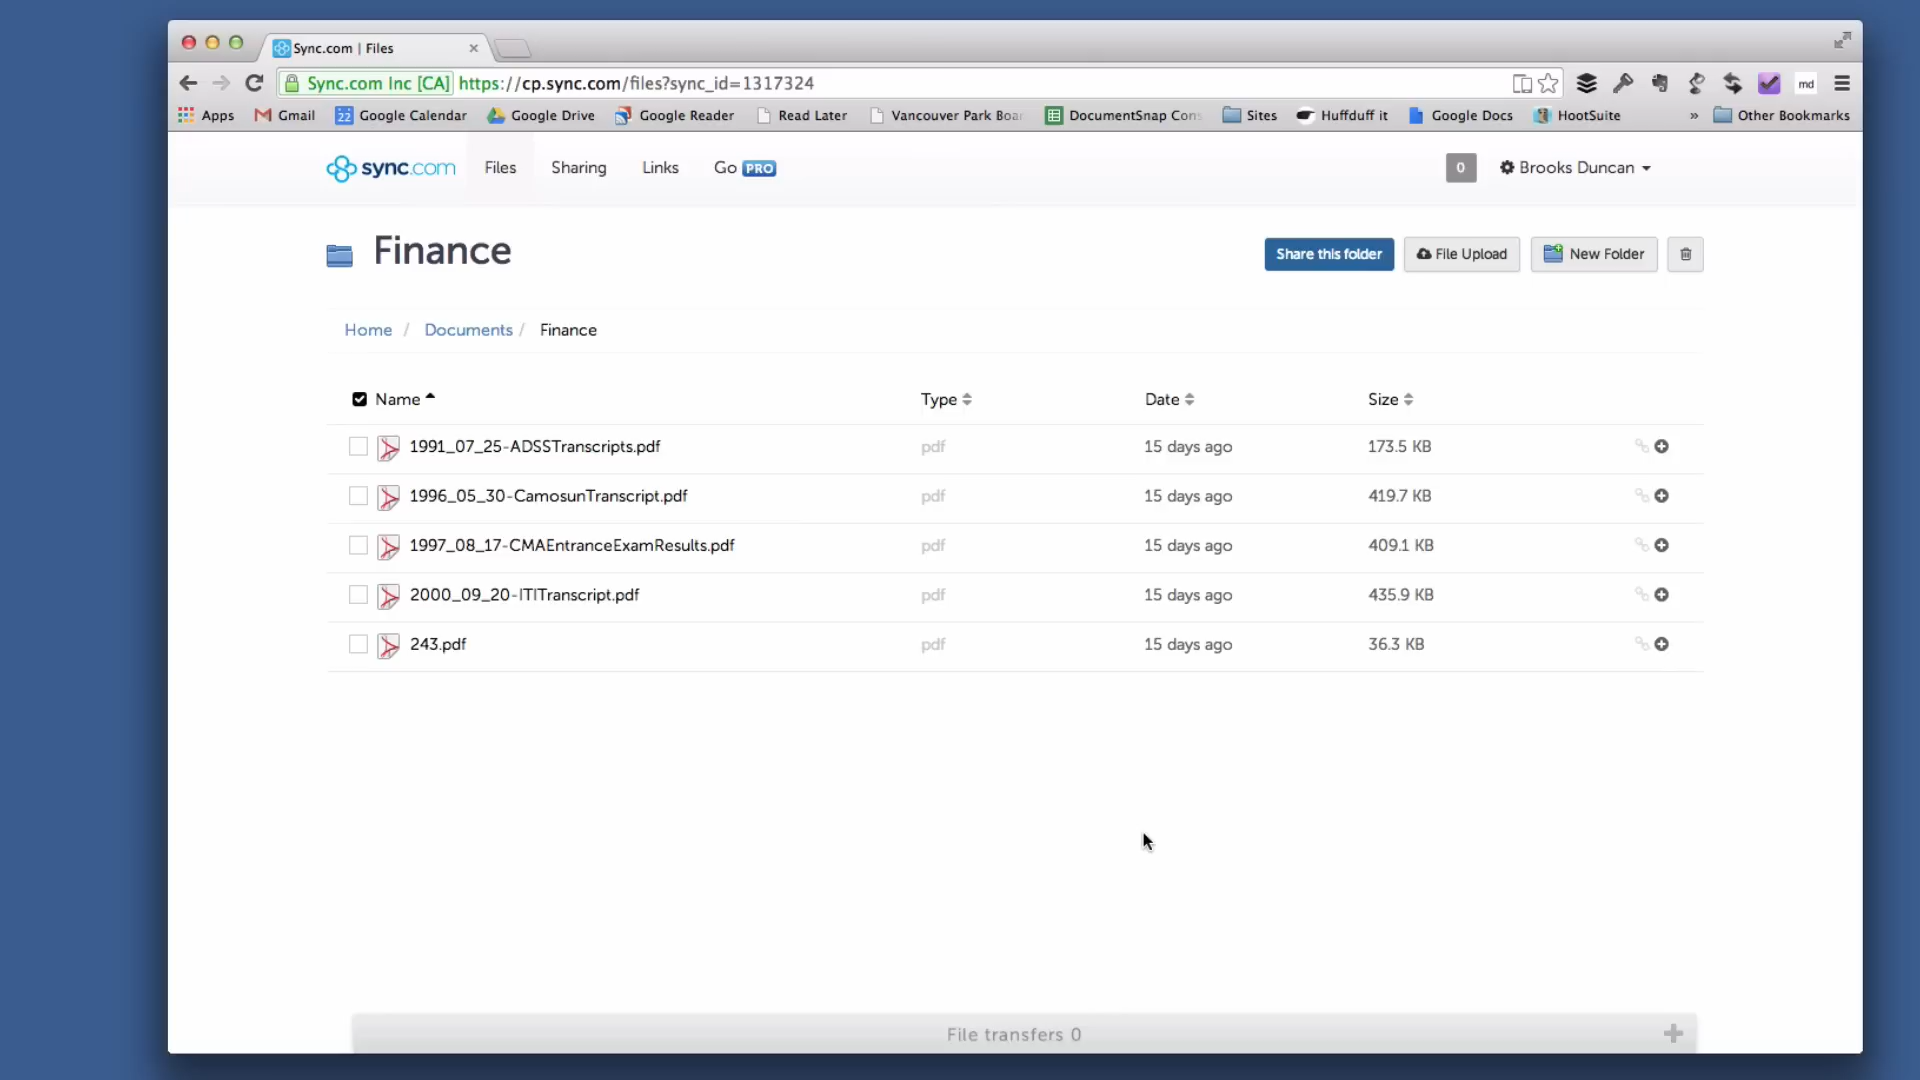 Sync.com | Files
Sync.com Inc [CA] https://cp.sync.com/files?sync_id=1317324
md
Apps Gmail 22 Google Calendar Google Drive Google Reader Read Later Vancouver Park Boar DocumentSnap Cons Sites Huffduff it Google Docs HootSuite » Other Bookmarks
sync.com Files Sharing Links Go PRO 0 Brooks Duncan
Finance Share this folder File Upload New Folder
Home / Documents / Finance
Name Type Date Size
1991_07_25-ADSSTranscripts.pdf pdf 15 days ago 173.5 KB
1996_05_30-CamosunTranscript.pdf pdf 15 days ago 419.7 KB
1997_08_17-CMAEntranceExamResults.pdf pdf 15 days ago 409.1 KB
2000_09_20-ITITranscript.pdf pdf 15 days ago 435.9 KB
243.pdf pdf 15 days ago 36.3 KB
File transfers 0